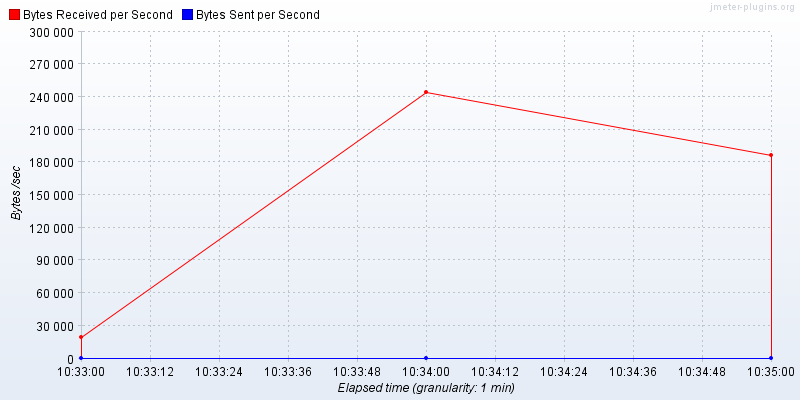 Bytes Received per Second Bytes Sent per Second
jmeter-plugins.org
300 000
270 000
240 000
210 000
180 000
150 000
120 000
90 000
60 000
30 000
0
Bytes /sec
10:33:00 10:33:12 10:33:24 10:33:36 10:33:48 10:34:00 10:34:12 10:34:24 10:34:36 10:34:48 10:35:00
Elapsed time (granularity: 1 min)